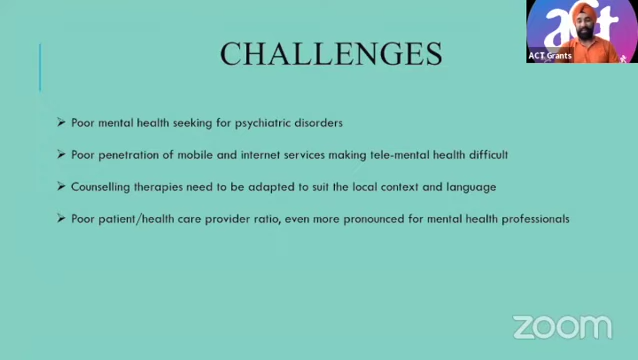 CHALLENGES
act
ACT Grants
➢ Poor mental health seeking for psychiatric disorders
➢ Poor penetration of mobile and internet services making tele-mental health difficult
➢ Counselling therapies need to be adapted to suit the local context and language
➢ Poor patient/health care provider ratio, even more pronounced for mental health professionals
zoom